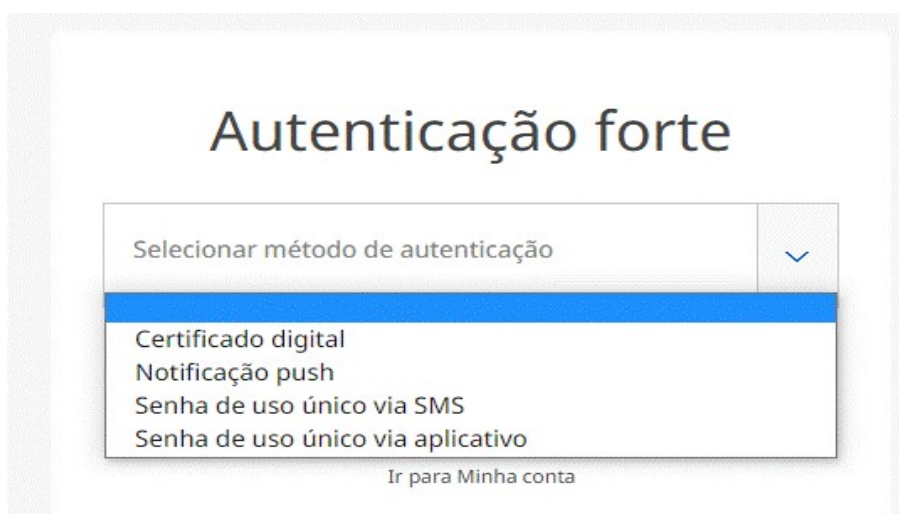 Autenticação forte
Selecionar método de autenticação
Certificado digital
Notificação push
Senha de uso único via SMS
Senha de uso único via aplicativo
Ir para Minha conta